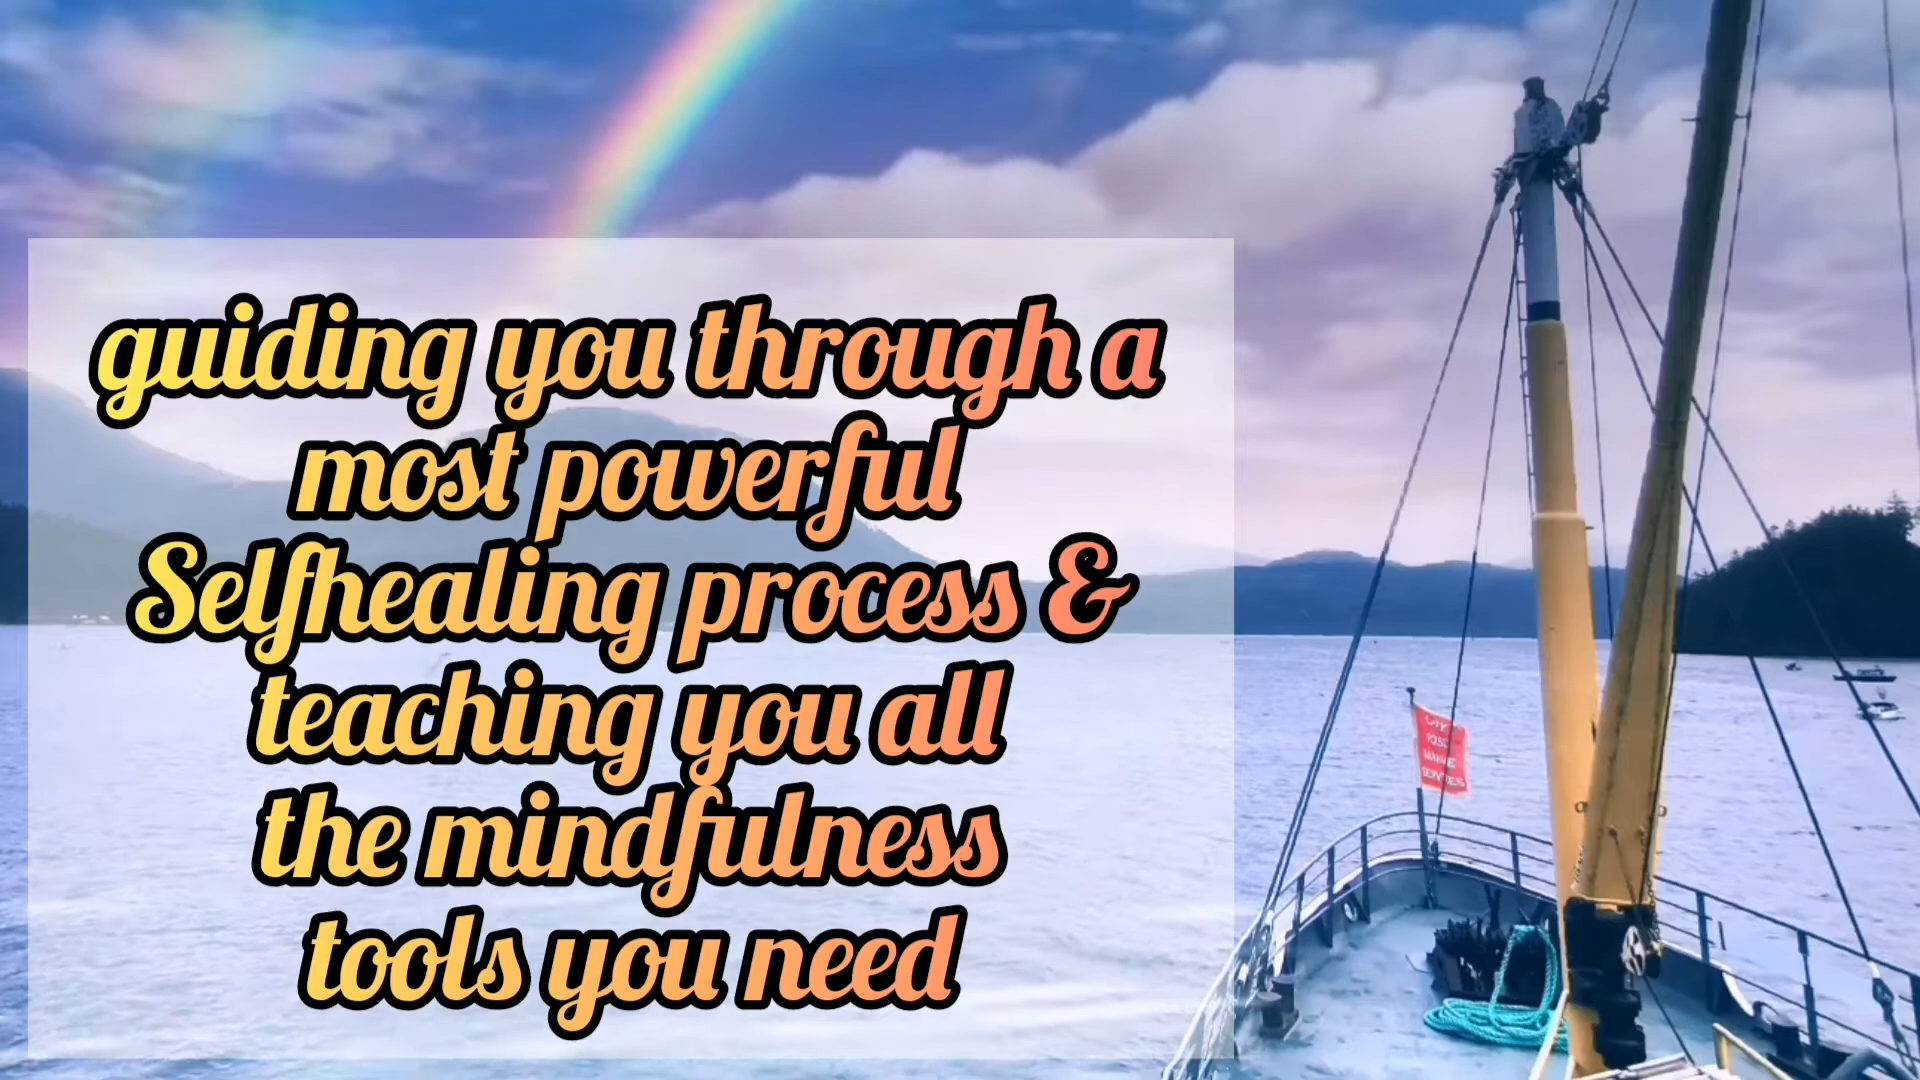 guiding you through a
most powerful
Selfhealing process &
teaching you all
the mindfulness
tools you need